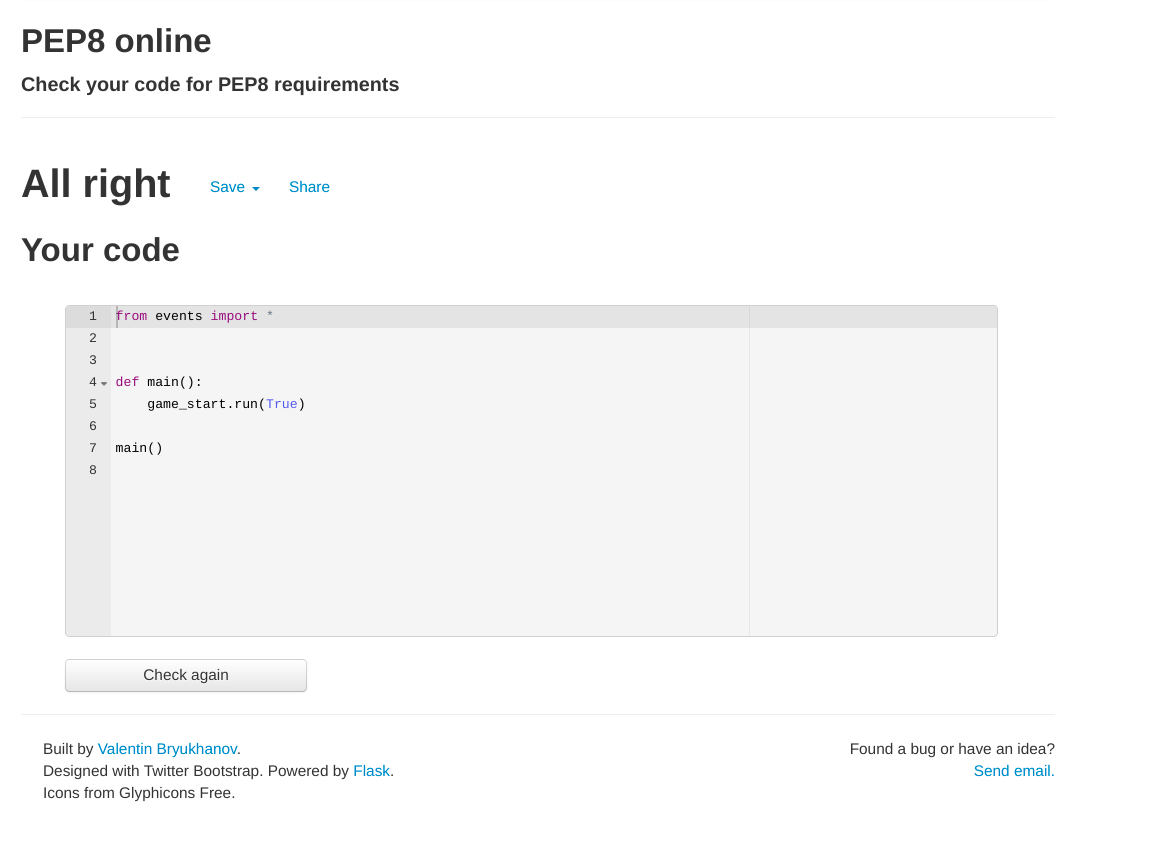 PEP8 online
Check your code for PEP8 requirements
All right Save Share
Your code
1 from events import *
2
3
4 def main():
5     game_start.run(True)
6
7 main()
8
Check again
Built by Valentin Bryukhanov. Found a bug or have an idea?
Designed with Twitter Bootstrap. Powered by Flask. Send email.
Icons from Glyphicons Free.